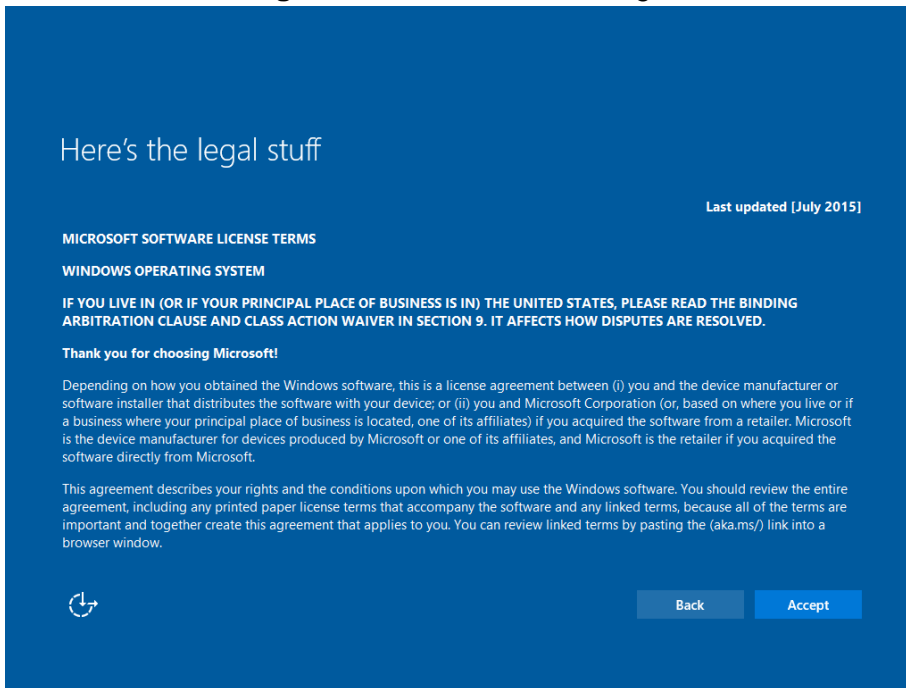 Here's the legal stuff
Last updated [July 2015]
MICROSOFT SOFTWARE LICENSE TERMS
WINDOWS OPERATING SYSTEM
IF YOU LIVE IN (OR IF YOUR PRINCIPAL PLACE OF BUSINESS IS IN) THE UNITED STATES, PLEASE READ THE BINDING
ARBITRATION CLAUSE AND CLASS ACTION WAIVER IN SECTION 9. IT AFFECTS HOW DISPUTES ARE RESOLVED.
Thank you for choosing Microsoft!
Depending on how you obtained the Windows software, this is a license agreement between (i) you and the device manufacturer or
software installer that distributes the software with your device; or (ii) you and Microsoft Corporation (or, based on where you live or if
a business where your principal place of business is located, one of its affiliates) if you acquired the software from a retailer. Microsoft
is the device manufacturer for devices produced by Microsoft or one of its affiliates, and Microsoft is the retailer if you acquired the
software directly from Microsoft.
This agreement describes your rights and the conditions upon which you may use the Windows software. You should review the entire
agreement, including any printed paper license terms that accompany the software and any linked terms, because all of the terms are
important and together create this agreement that applies to you. You can review linked terms by pasting the (aka.ms/) link into a
browser window.
Back
Accept